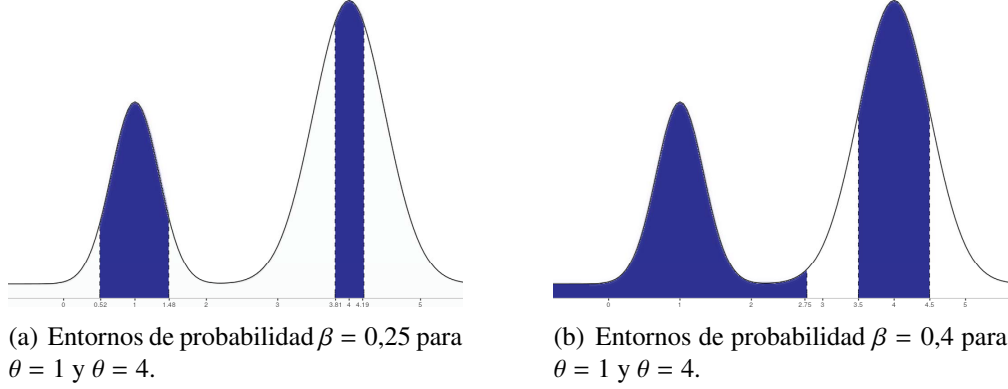 0 0.52 1 1.48 2 3 3.81 4 4.19 5
0 1 2 2.75 3 3.5 4 4.5 5
(a) Entornos de probabilidad β = 0,25 para
θ = 1 y θ = 4.
(b) Entornos de probabilidad β = 0,4 para
θ = 1 y θ = 4.